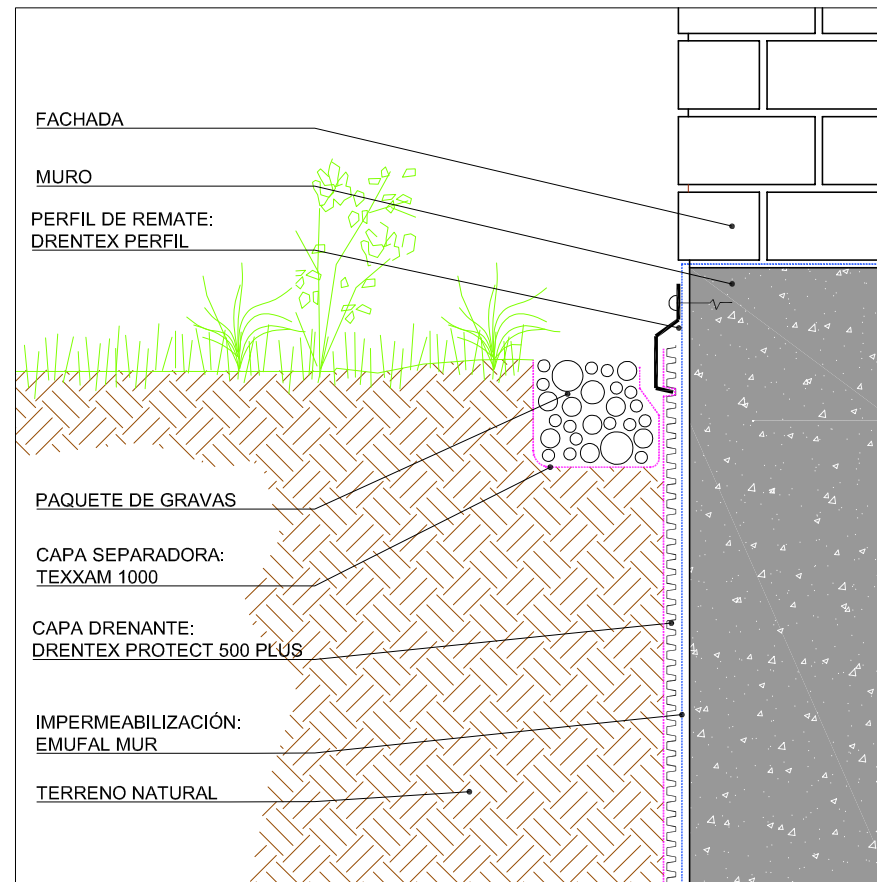 FACHADA
MURO
PERFIL DE REMATE:
DRENTEX PERFIL
PAQUETE DE GRAVAS
CAPA SEPARADORA:
TEXXAM 1000
CAPA DRENANTE:
DRENTEX PROTECT 500 PLUS
IMPERMEABILIZACIÓN:
EMUFAL MUR
TERRENO NATURAL